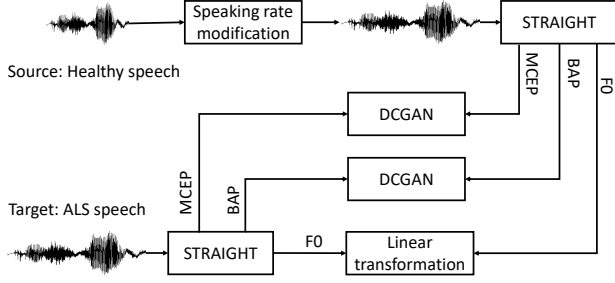 Speaking rate
modification
STRAIGHT
Source: Healthy speech
MCEP
BAP
F0
DCGAN
DCGAN
MCEP
BAP
Target: ALS speech
STRAIGHT
F0
Linear
transformation